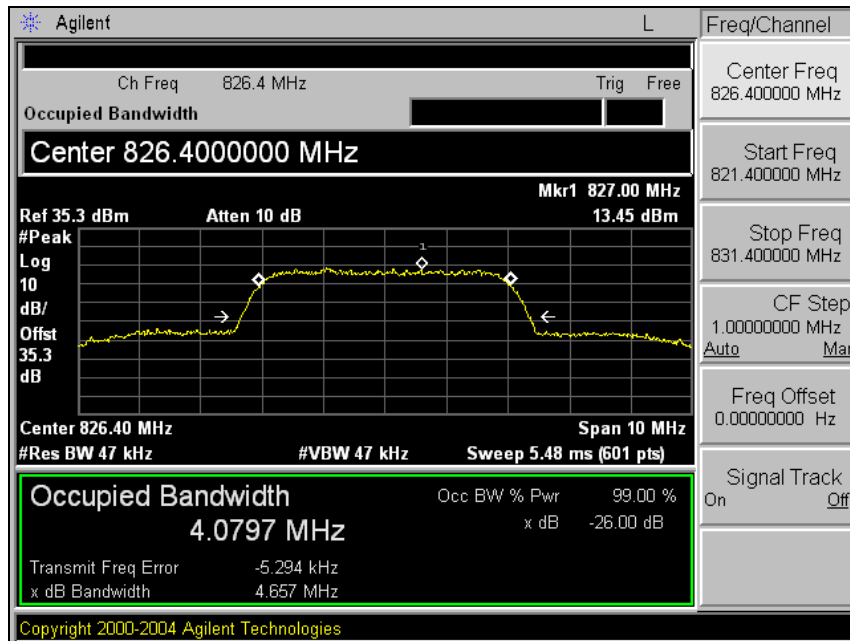 Agilent
L
Freq/Channel
Ch Freq 826.4 MHz Trig Free
Occupied Bandwidth
Center 826.4000000 MHz
Mkr1 827.00 MHz
Ref 35.3 dBm Atten 10 dB 13.45 dBm
#Peak
Log
10
dB/
Offst
35.3
dB
1
Center 826.40 MHz Span 10 MHz
#Res BW 47 kHz #VBW 47 kHz Sweep 5.48 ms (601 pts)
Occupied Bandwidth
4.0797 MHz
Occ BW % Pwr 99.00 %
x dB -26.00 dB
Transmit Freq Error -5.294 kHz
x dB Bandwidth 4.657 MHz
Copyright 2000-2004 Agilent Technologies
Center Freq
826.400000 MHz
Start Freq
821.400000 MHz
Stop Freq
831.400000 MHz
CF Step
1.00000000 MHz
Auto Mar
Freq Offset
0.00000000 Hz
Signal Track
On Off